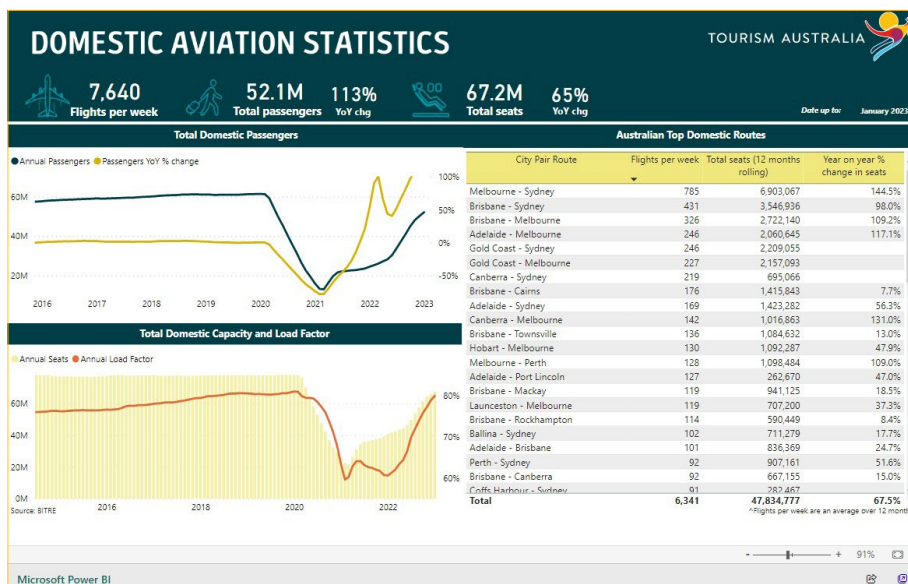 DOMESTIC AVIATION STATISTICS
TOURISM AUSTRALIA
7,640
Flights per week
52.1M
Total passengers
113%
YoY chg
67.2M
Total seats
65%
YoY chg
Date up to: January 2023
Total Domestic Passengers
Annual Passengers Passengers YoY % change
60M
40M
20M
100%
50%
0%
-50%
2016 2017 2018 2019 2020 2021 2022 2023
Total Domestic Capacity and Load Factor
Annual Seats Annual Load Factor
60M
40M
20M
0M
80%
70%
60%
2016 2018 2020 2022
Source: BITRE
Australian Top Domestic Routes
City Pair Route Flights per week Total seats (12 months rolling) Year on year % change in seats
Melbourne - Sydney 785 6,903,067 144.5%
Brisbane - Sydney 431 3,546,936 98.0%
Brisbane - Melbourne 326 2,722,140 109.2%
Adelaide - Melbourne 246 2,060,645 117.1%
Gold Coast - Sydney 246 2,209,055
Gold Coast - Melbourne 227 2,157,093
Canberra - Sydney 219 695,066
Brisbane - Cairns 176 1,415,843 7.7%
Adelaide - Sydney 169 1,423,282 56.3%
Canberra - Melbourne 142 1,016,863 131.0%
Brisbane - Townsville 136 1,084,632 13.0%
Hobart - Melbourne 130 1,092,287 47.9%
Melbourne - Perth 128 1,098,484 109.0%
Adelaide - Port Lincoln 127 262,670 47.0%
Brisbane - Mackay 119 941,125 18.5%
Launceston - Melbourne 119 707,200 37.3%
Brisbane - Rockhampton 114 590,449 8.4%
Ballina - Sydney 102 711,279 17.7%
Adelaide - Brisbane 101 836,369 24.7%
Perth - Sydney 92 907,161 51.6%
Brisbane - Canberra 92 667,155 15.0%
Coffs Harbour - Sydney 91 282,467
Total 6,341 47,834,777 67.5%
^Flights per week are an average over 12 month
- + 91%
Microsoft Power BI